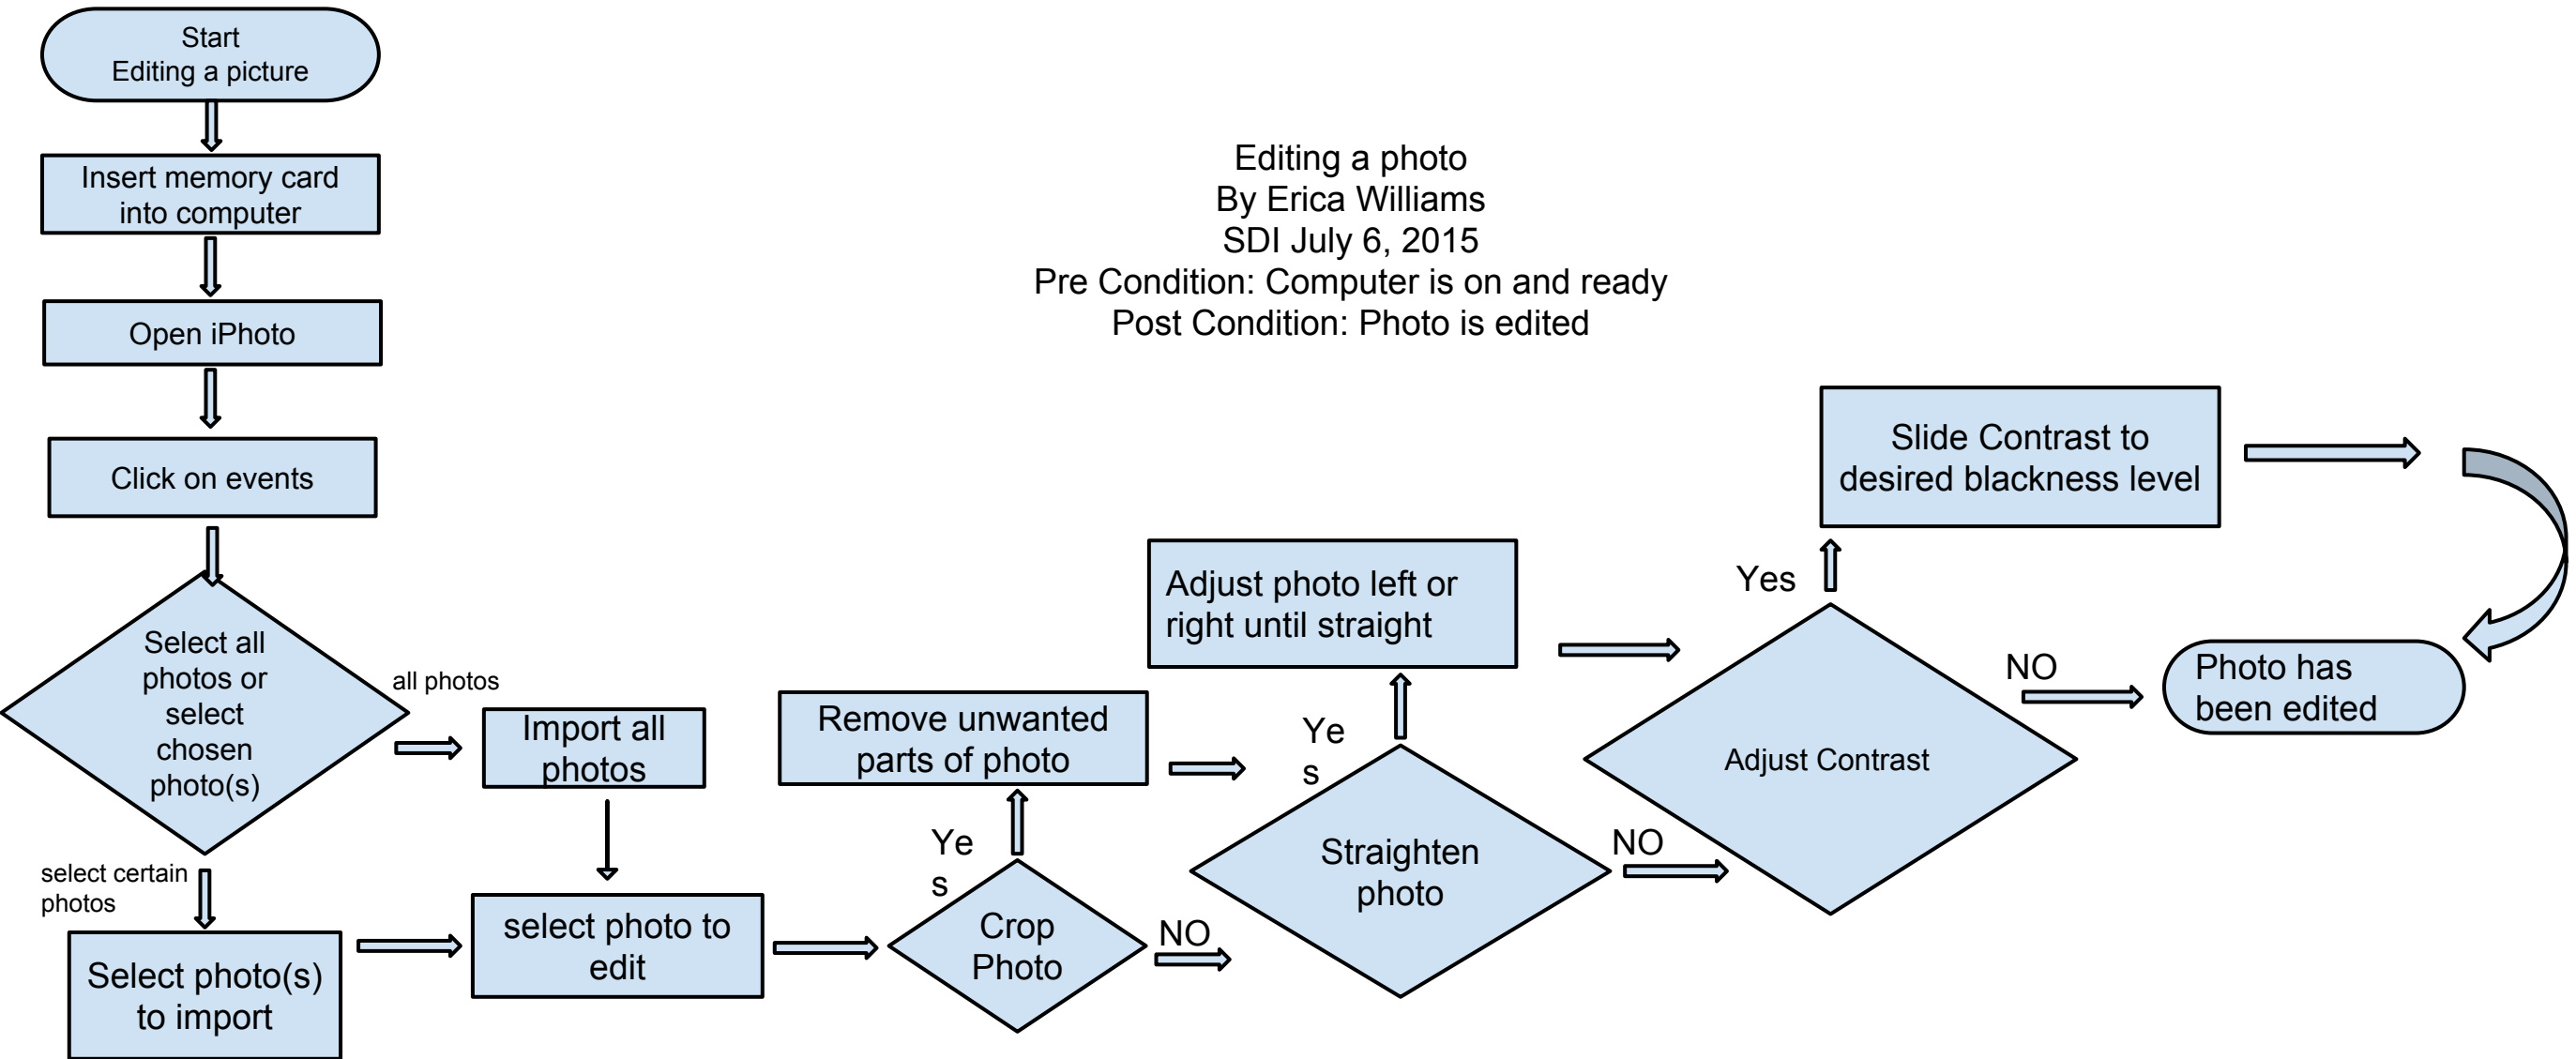 Start
Editing a picture
Insert memory card
into computer
Open iPhoto
Click on events
Select all
photos or
select
chosen
photo(s)
all photos
Import all
photos
select certain
photos
Select photo(s)
to import
select photo to
edit
Editing a photo
By Erica Williams
SDI July 6, 2015
Pre Condition: Computer is on and ready
Post Condition: Photo is edited
Crop
Photo
Ye
s
NO
Remove unwanted
parts of photo
Straighten
photo
Ye
s
NO
Adjust photo left or
right until straight
Adjust Contrast
Yes
NO
Slide Contrast to
desired blackness level
Photo has
been edited